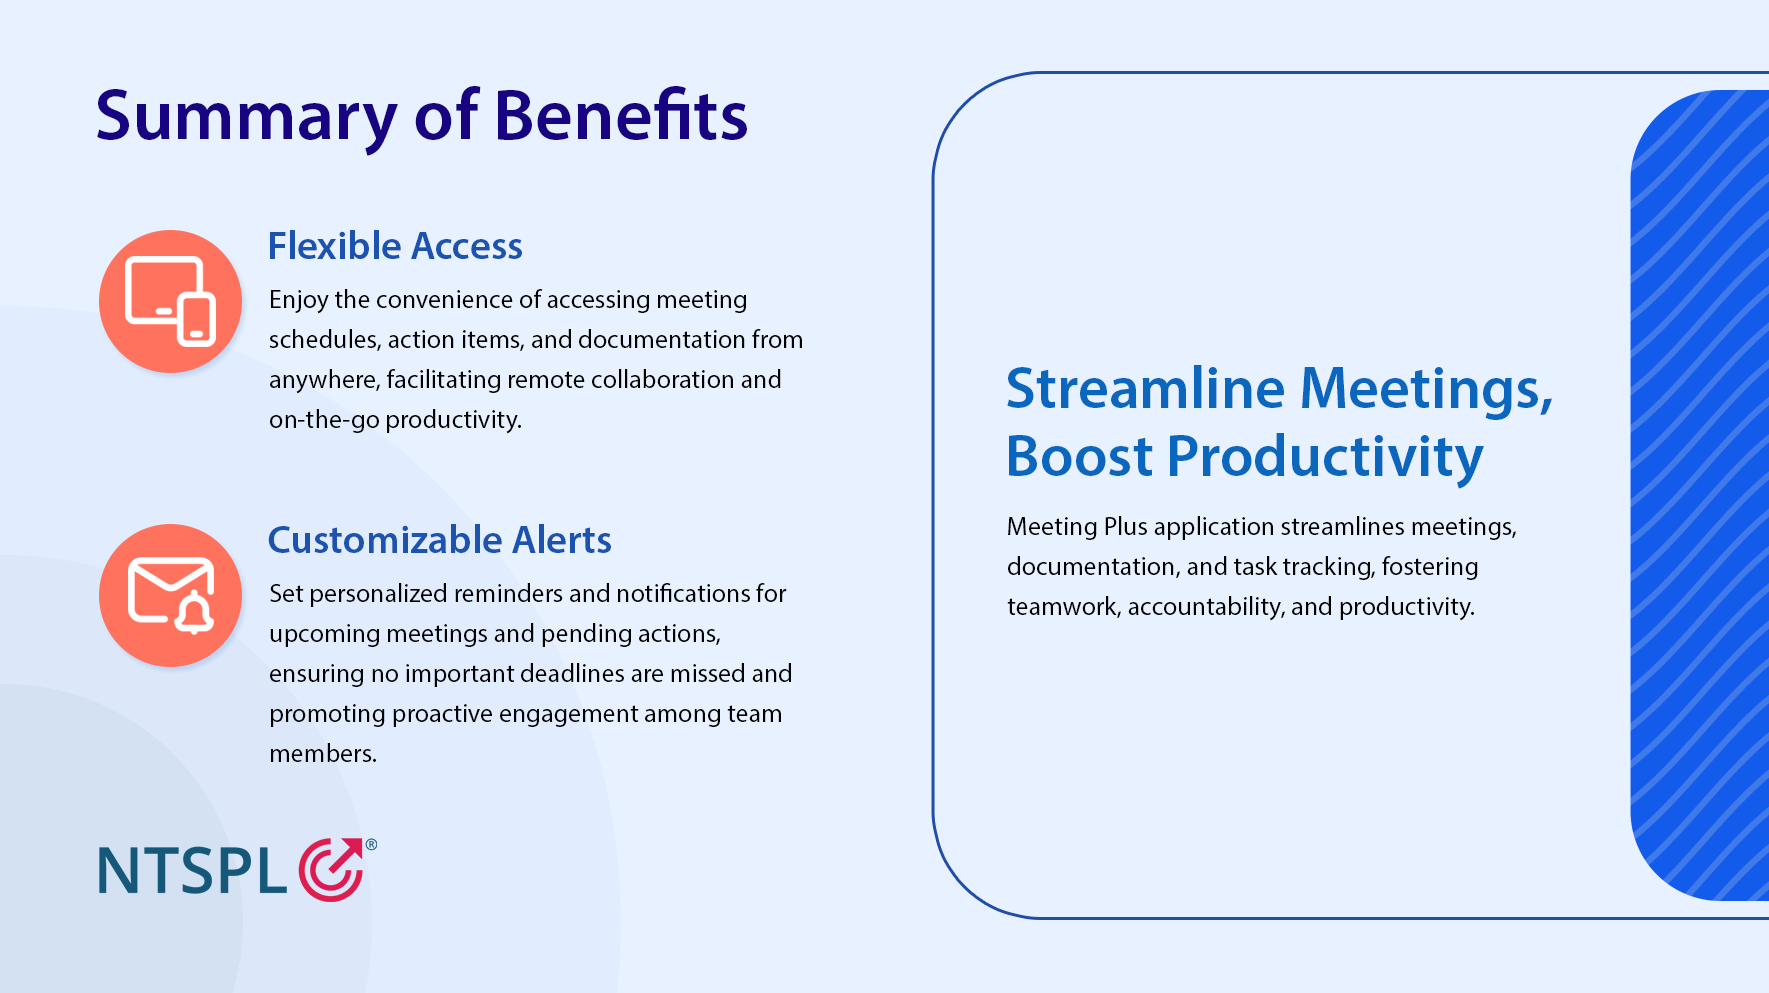 Summary of Benefits
Flexible Access
Enjoy the convenience of accessing meeting
schedules, action items, and documentation from
anywhere, facilitating remote collaboration and
on-the-go productivity.
Customizable Alerts
Set personalized reminders and notifications for
upcoming meetings and pending actions,
ensuring no important deadlines are missed and
promoting proactive engagement among team
members.
NTSPL ®
Streamline Meetings,
Boost Productivity
Meeting Plus application streamlines meetings,
documentation, and task tracking, fostering
teamwork, accountability, and productivity.